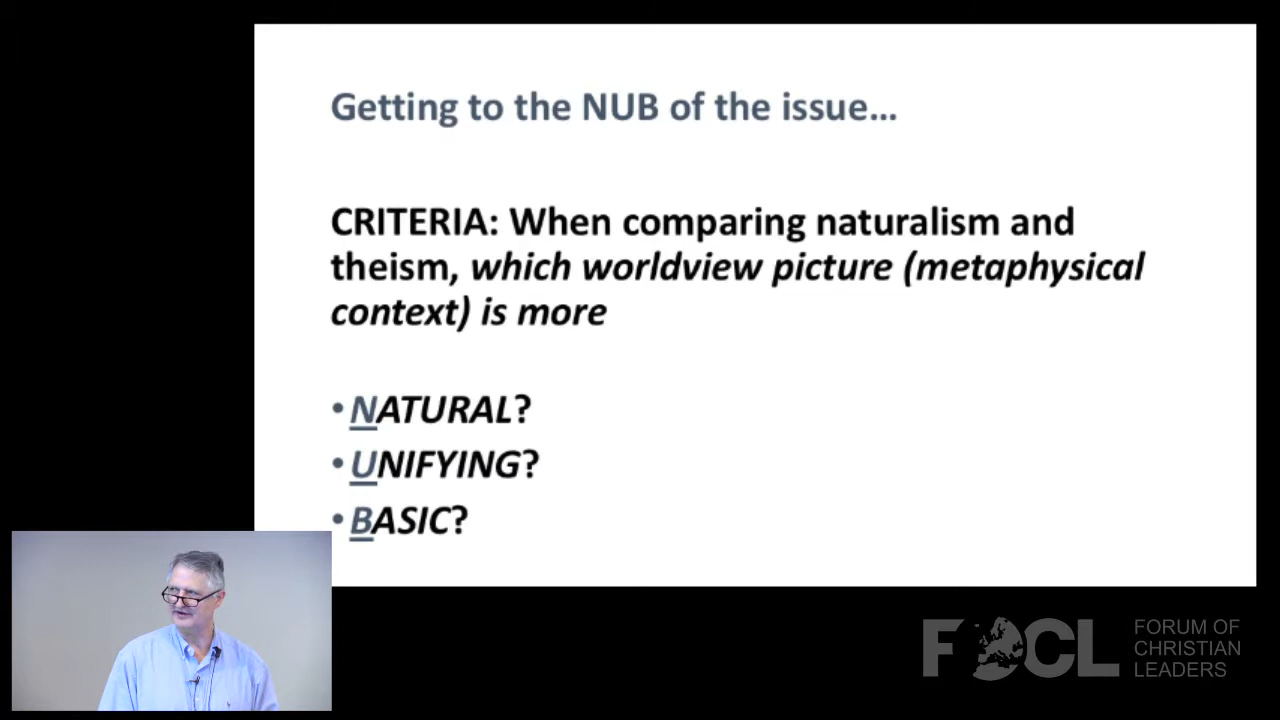 Getting to the NUB of the issue...
CRITERIA: When comparing naturalism and
theism, which worldview picture (metaphysical
context) is more
• NATURAL?
• UNIFYING?
• BASIC?
FOCL
FORUM OF
CHRISTIAN
LEADERS